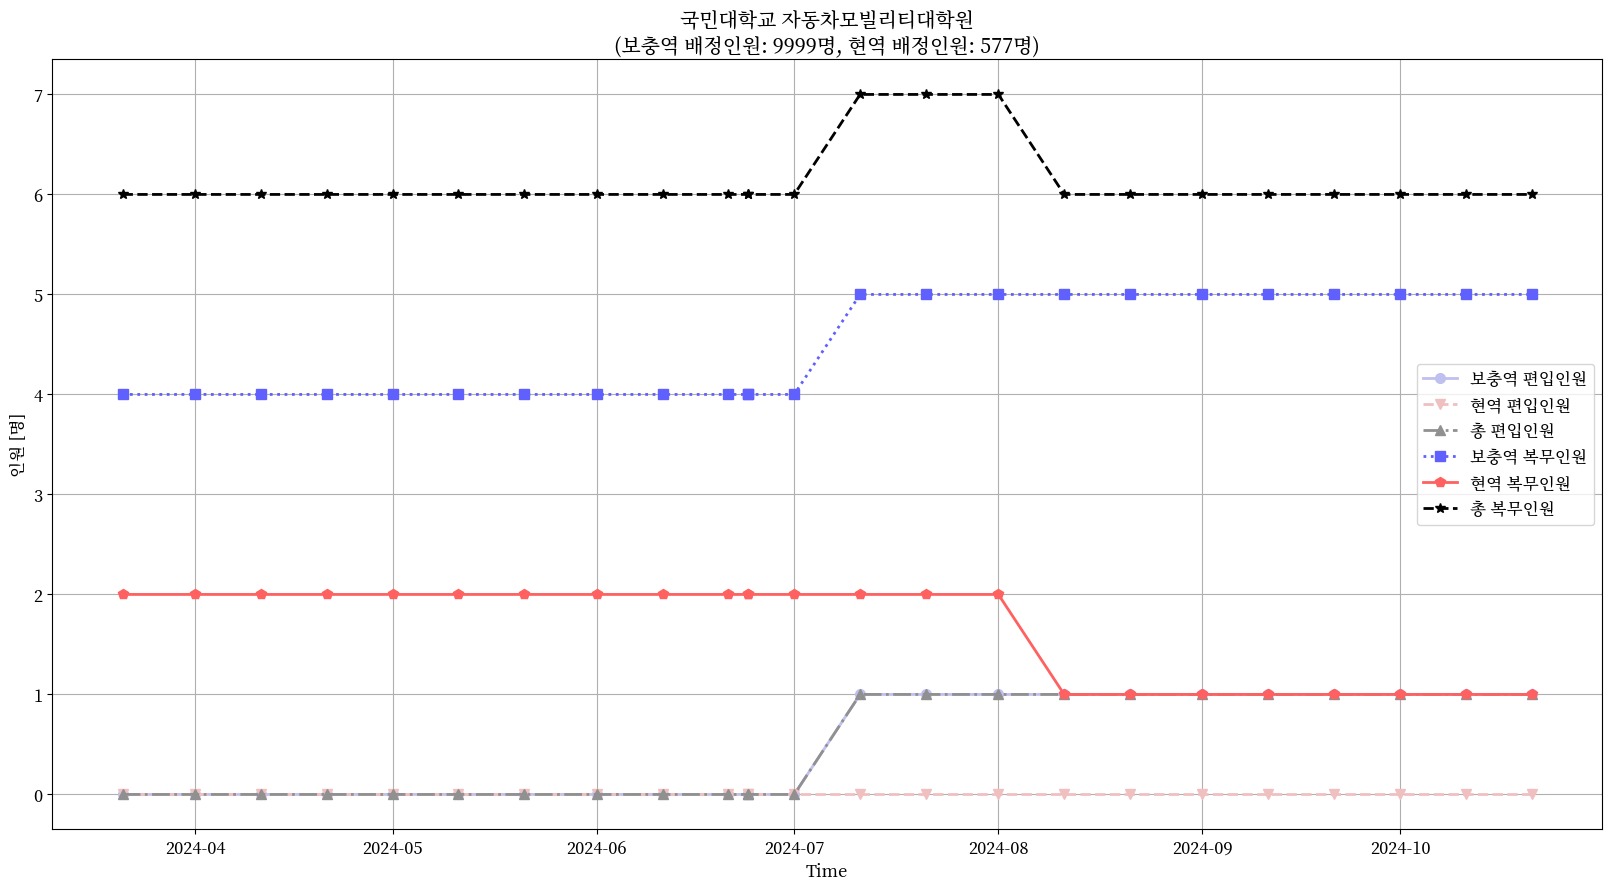 국민대학교 자동차모빌리티대학원
(보충역 배정인원: 9999명, 현역 배정인원: 577명)
인원 [명]
7
6
5
4
3
2
1
0
보충역 편입인원
현역 편입인원
총 편입인원
보충역 복무인원
현역 복무인원
총 복무인원
2024-04 2024-05 2024-06 2024-07 2024-08 2024-09 2024-10
Time